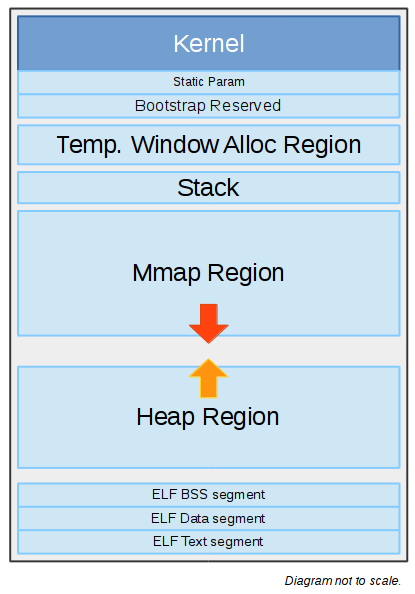 Kernel
Static Param
Bootstrap Reserved
Temp. Window Alloc Region
Stack
Mmap Region
Heap Region
ELF BSS segment
ELF Data segment
ELF Text segment
Diagram not to scale.